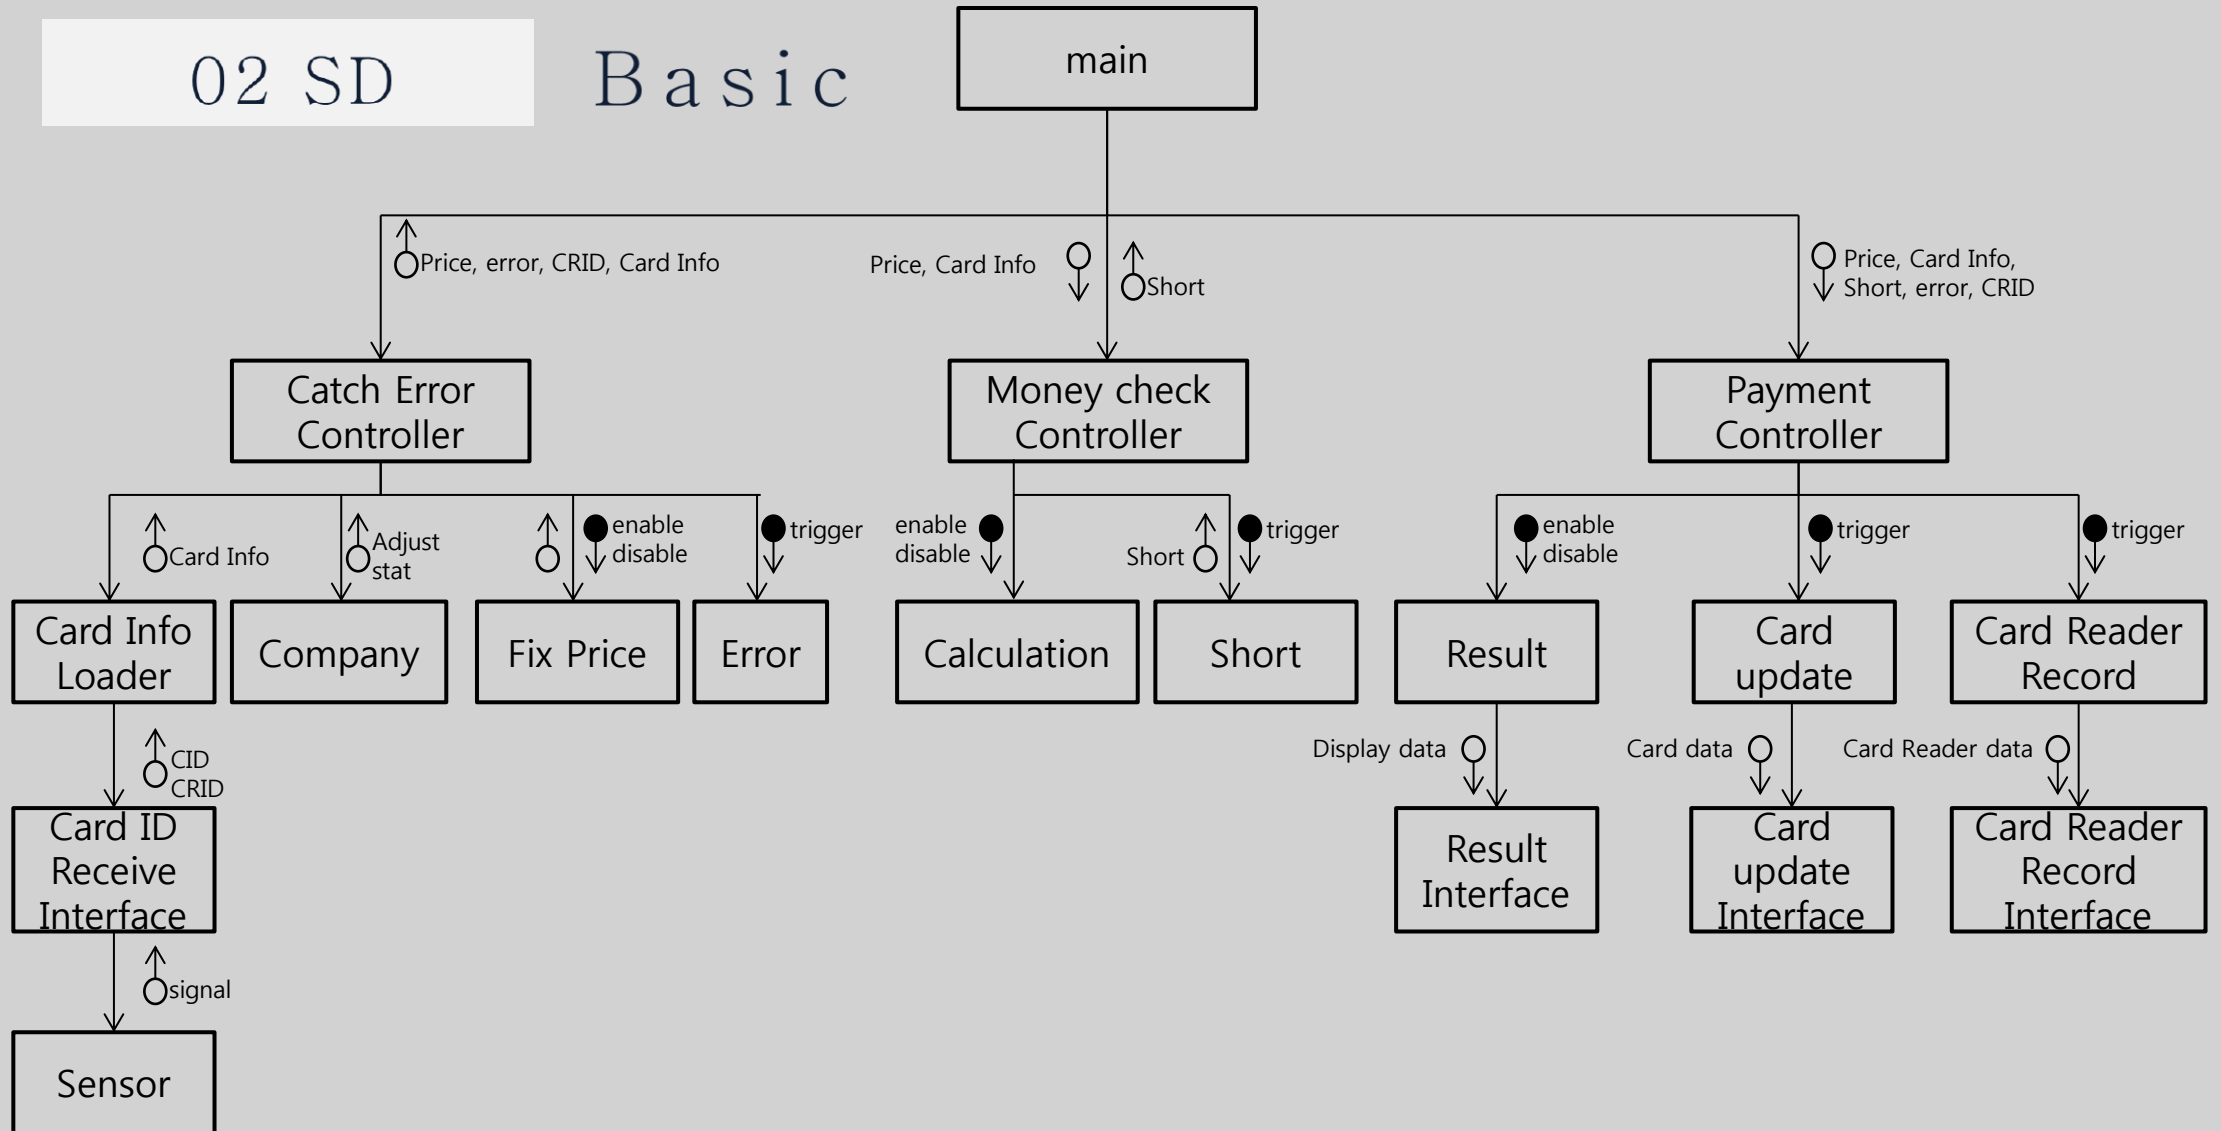 02 SD
Basic
main
Price, error, CRID, Card Info
Price, Card Info
Short
Price, Card Info,
Short, error, CRID
Catch Error
Controller
Money check
Controller
Payment
Controller
Card Info
Adjust
stat
enable
disable
trigger
enable
disable
Short
trigger
enable
disable
trigger
trigger
Card Info
Loader
Company
Fix Price
Error
Calculation
Short
Result
Card
update
Card Reader
Record
CID
CRID
Display data
Card data
Card Reader data
Card ID
Receive
Interface
Result
Interface
Card
update
Interface
Card Reader
Record
Interface
signal
Sensor